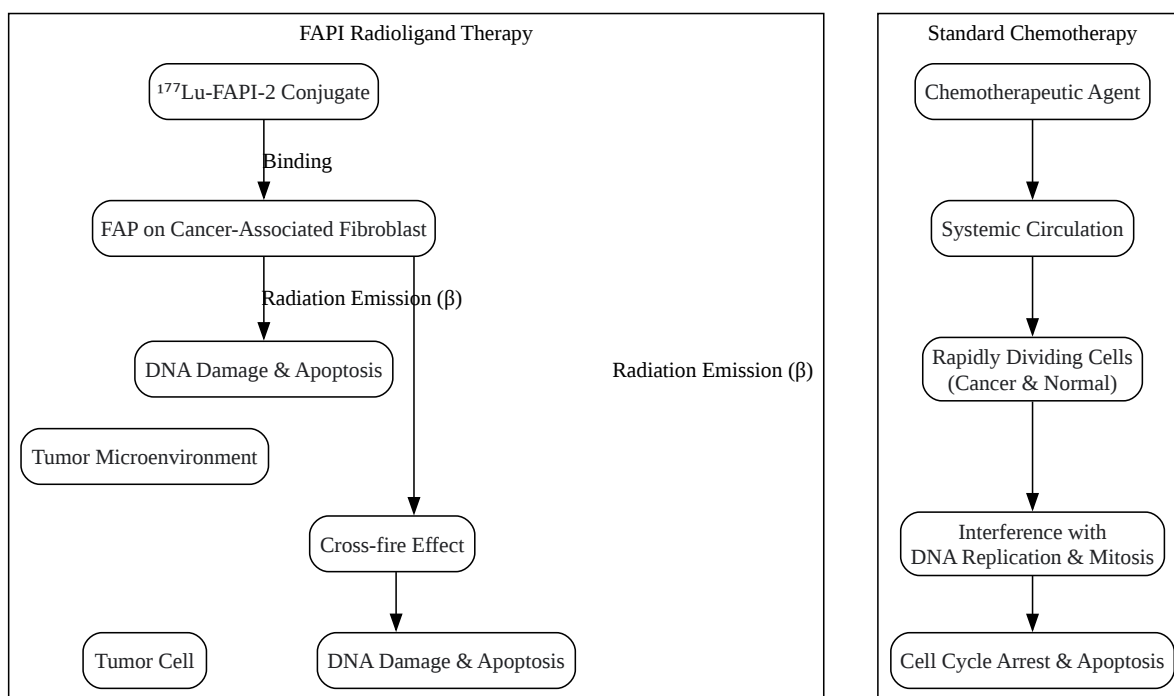 FAPI Radioligand Therapy
¹⁷⁷Lu-FAPI-2 Conjugate
Binding
FAP on Cancer-Associated Fibroblast
Radiation Emission (β)
DNA Damage & Apoptosis
Radiation Emission (β)
Tumor Microenvironment
Cross-fire Effect
Tumor Cell
DNA Damage & Apoptosis
Standard Chemotherapy
Chemotherapeutic Agent
Systemic Circulation
Rapidly Dividing Cells
(Cancer & Normal)
Interference with
DNA Replication & Mitosis
Cell Cycle Arrest & Apoptosis